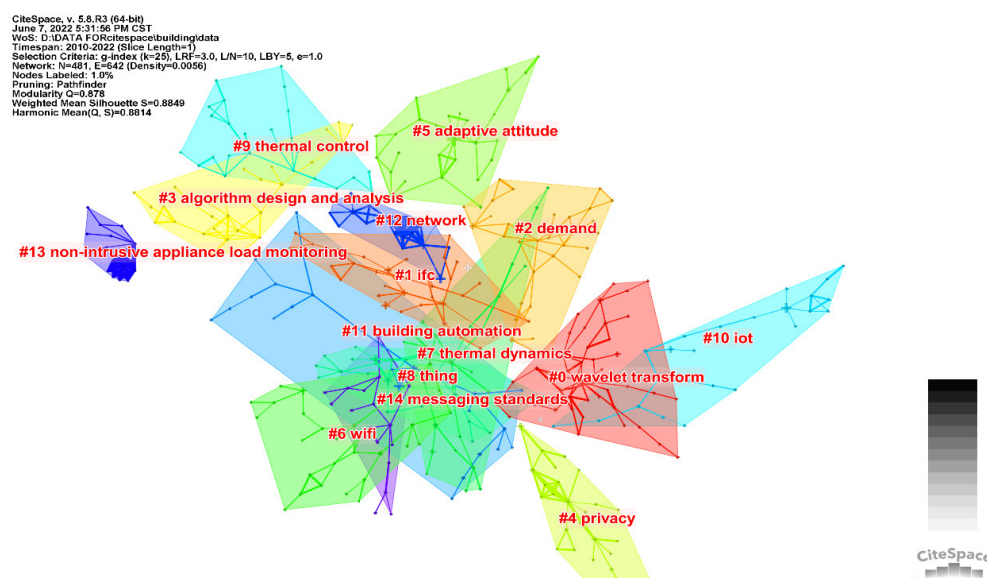 CiteSpace, v. 5.8.R3 (64-bit)
June 7, 2022 5:31:56 PM CST
WoS: D:\DATA FORcitespace\building\data
Timespan: 2010-2022 (Slice Length=1)
Selection Criteria: g-index (k=25), LRF=3.0, L/N=10, LBY=5, e=1.0
Network: N=481, E=642 (Density=0.0056)
Nodes Labeled: 1.0%
Pruning: Pathfinder
Modularity Q=0.878
Weighted Mean Silhouette S=0.8849
Harmonic Mean(Q, S)=0.8814
#5 adaptive attitude
#9 thermal control
#3 algorithm design and analysis
#12 network
#2 demand
#13 non-intrusive appliance load monitoring
#1 ifc
#11 building automation
#10 iot
#7 thermal dynamics
#8 thing
#0 wavelet transform
#14 messaging standards
#6 wifi
#4 privacy
CiteSpace